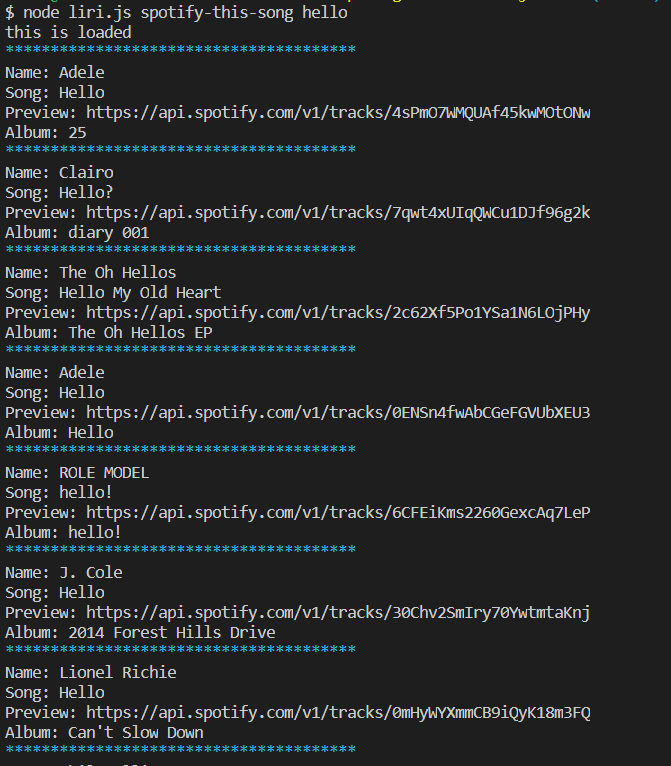 $ node liri.js spotify-this-song hello
this is loaded
***************************************
Name: Adele
Song: Hello
Preview: https://api.spotify.com/v1/tracks/4sPmO7WMQUAf45kwMOtONw
Album: 25
***************************************
Name: Clairo
Song: Hello?
Preview: https://api.spotify.com/v1/tracks/7qwt4xUIqQWCu1DJf96g2k
Album: diary 001
***************************************
Name: The Oh Hellos
Song: Hello My Old Heart
Preview: https://api.spotify.com/v1/tracks/2c62Xf5Po1YSa1N6LOjPHy
Album: The Oh Hellos EP
***************************************
Name: Adele
Song: Hello
Preview: https://api.spotify.com/v1/tracks/0ENSn4fwAbCGeFGVUbXEU3
Album: Hello
***************************************
Name: ROLE MODEL
Song: hello!
Preview: https://api.spotify.com/v1/tracks/6CFEiKms2260GexcAq7LeP
Album: hello!
***************************************
Name: J. Cole
Song: Hello
Preview: https://api.spotify.com/v1/tracks/30Chv2SmIry70YwtmtaKnj
Album: 2014 Forest Hills Drive
***************************************
Name: Lionel Richie
Song: Hello
Preview: https://api.spotify.com/v1/tracks/0mHyWYXmmCB9iQyK18m3FQ
Album: Can't Slow Down
***************************************